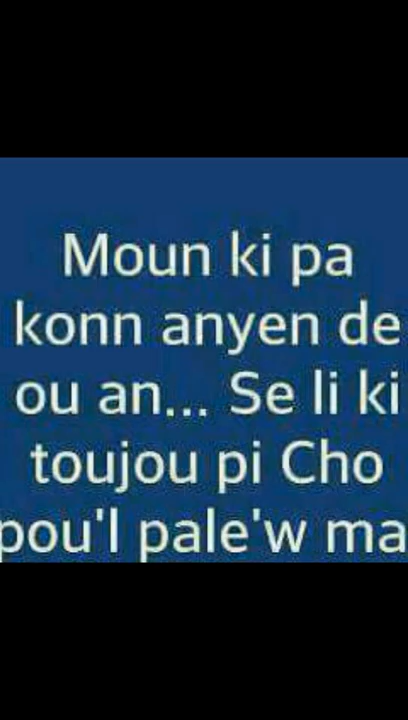 Moun ki pa
konn anyen de
ou an... Se li ki
toujou pi Cho
pou'l pale'w ma